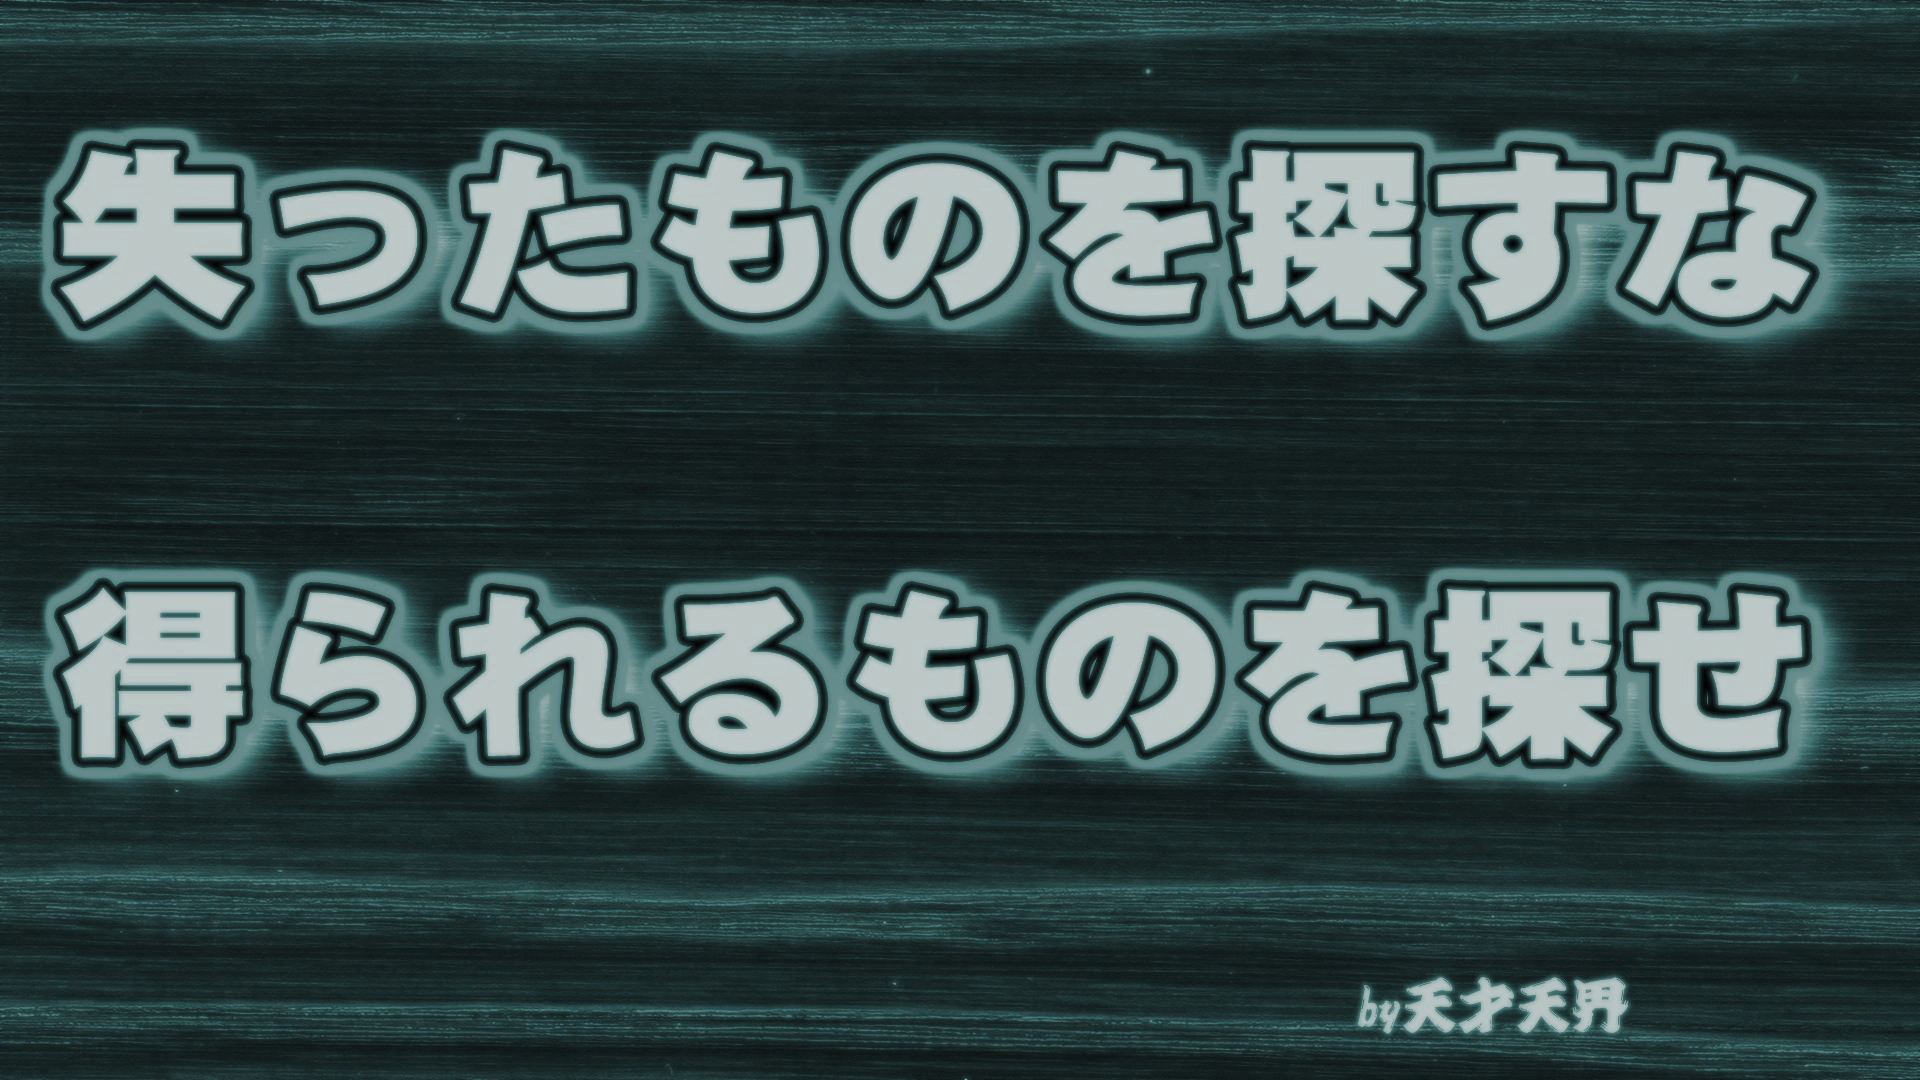 失ったものを探すな
得られるものを探せ
by天才天昇